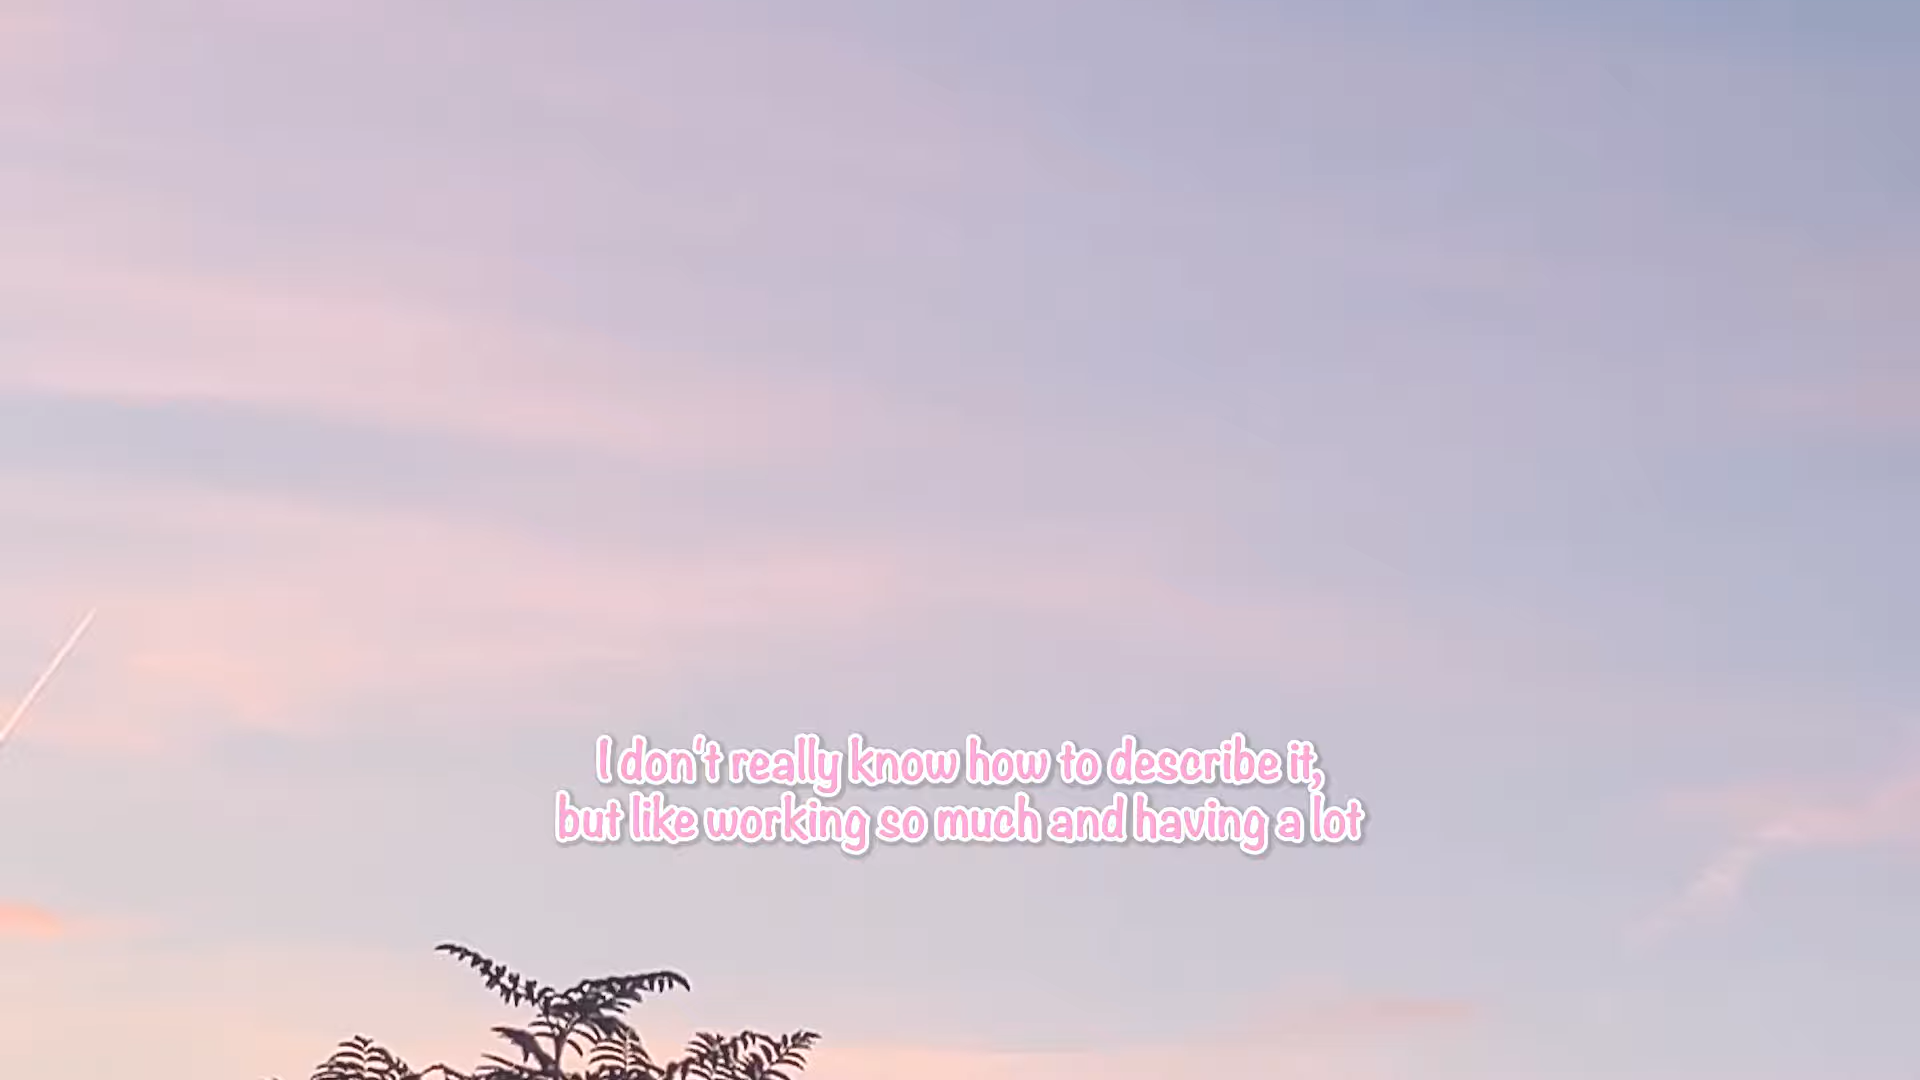 I don't really know how to describe it,
but like working so much and having a lot